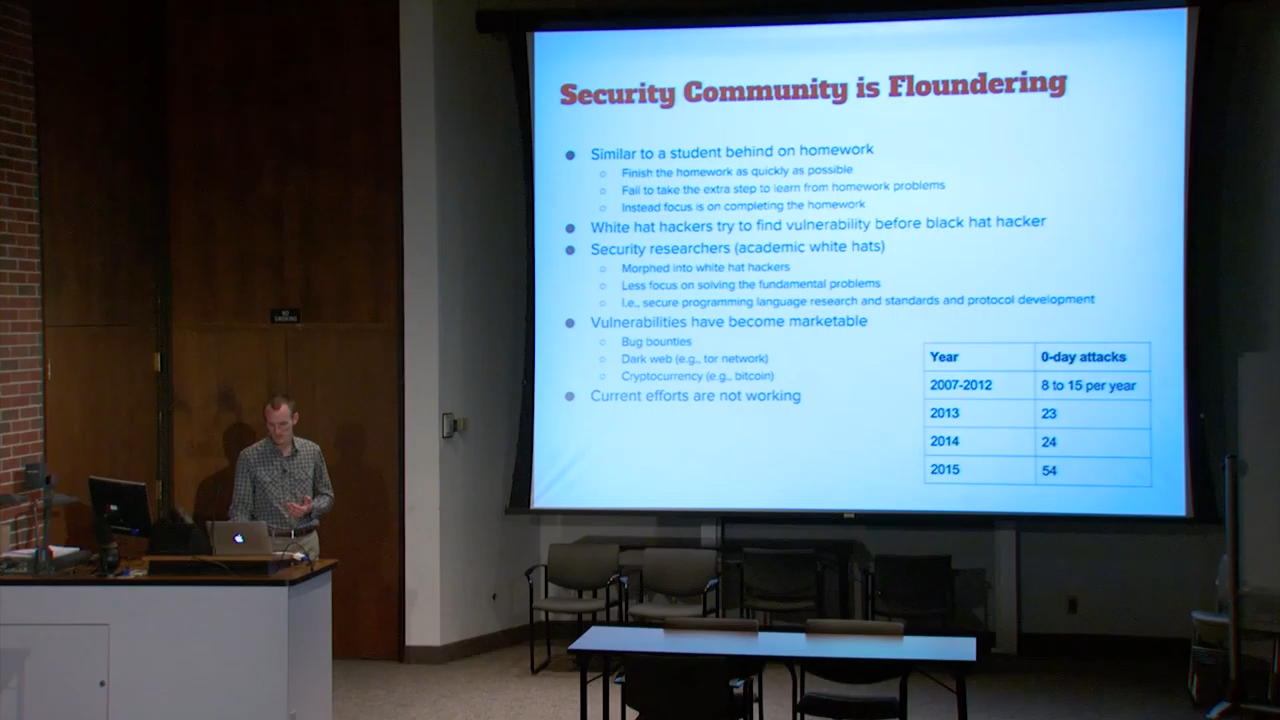 Security Community is Floundering
Similar to a student behind on homework
Finish the homework as quickly as possible
Fail to take the extra step to learn from homework problems
Instead focus is on completing the homework
White hat hackers try to find vulnerability before black hat hacker
Security researchers (academic white hats)
Morphed into white hat hackers
Less focus on solving the fundamental problems
I.e., secure programming language research and standards and protocol development
Vulnerabilities have become marketable
Bug bounties
Dark web (e.g., tor network)
Cryptocurrency (e.g., bitcoin)
Current efforts are not working
Year 0-day attacks
2007-2012 8 to 15 per year
2013 23
2014 24
2015 54
NO
SMOKING